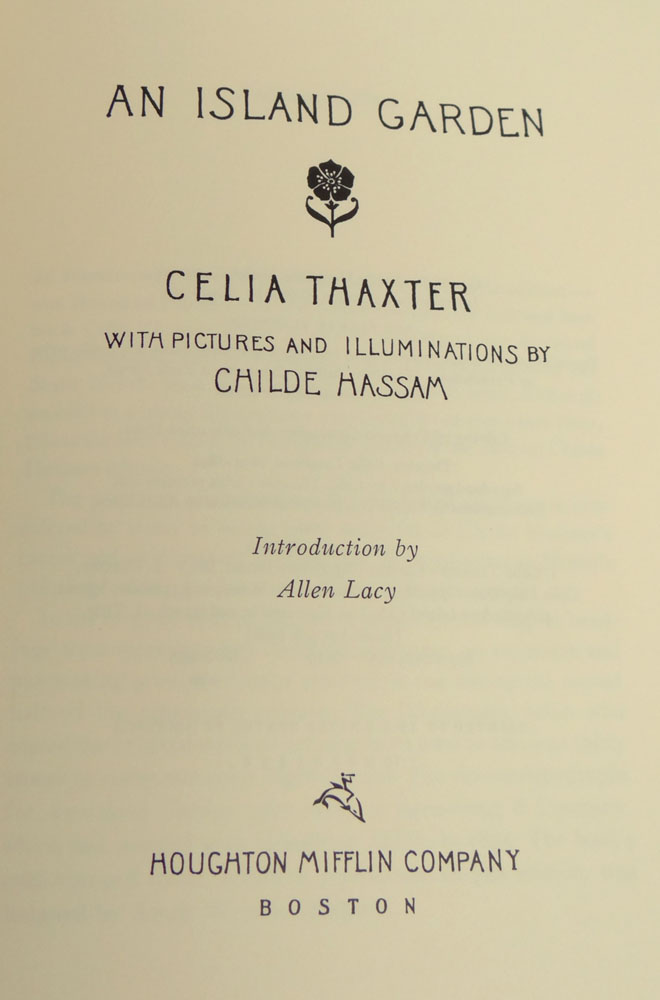 AN ISLAND GARDEN
CELIA THAXTER
WITH PICTURES AND ILLUMINATIONS BY
CHILDE HASSAM
Introduction by
Allen Lacy
HOUGHTON MIFFLIN COMPANY
BOSTON